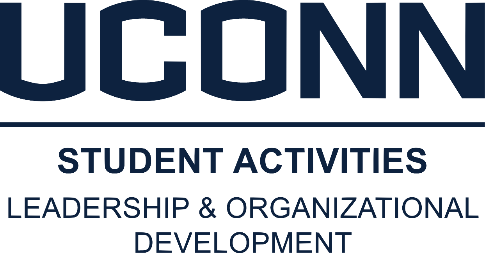 UCONN
STUDENT ACTIVITIES
LEADERSHIP & ORGANIZATIONAL
DEVELOPMENT